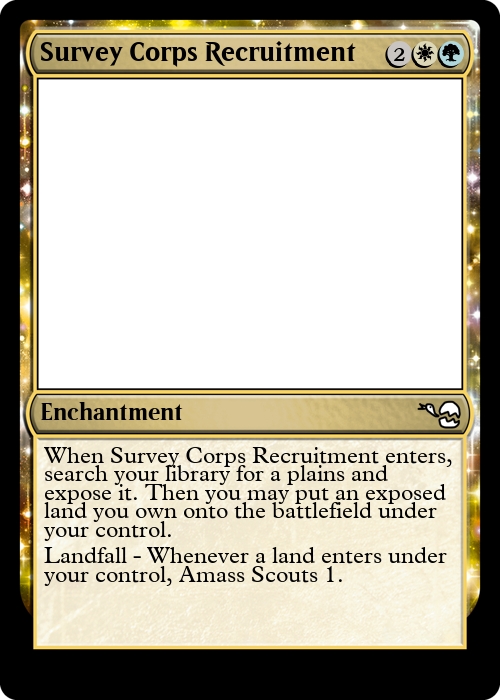 Survey Corps Recruitment 2
Enchantment
When Survey Corps Recruitment enters,
search your library for a plains and
expose it. Then you may put an exposed
land you own onto the battlefield under
your control.
Landfall - Whenever a land enters under
your control, Amass Scouts 1.